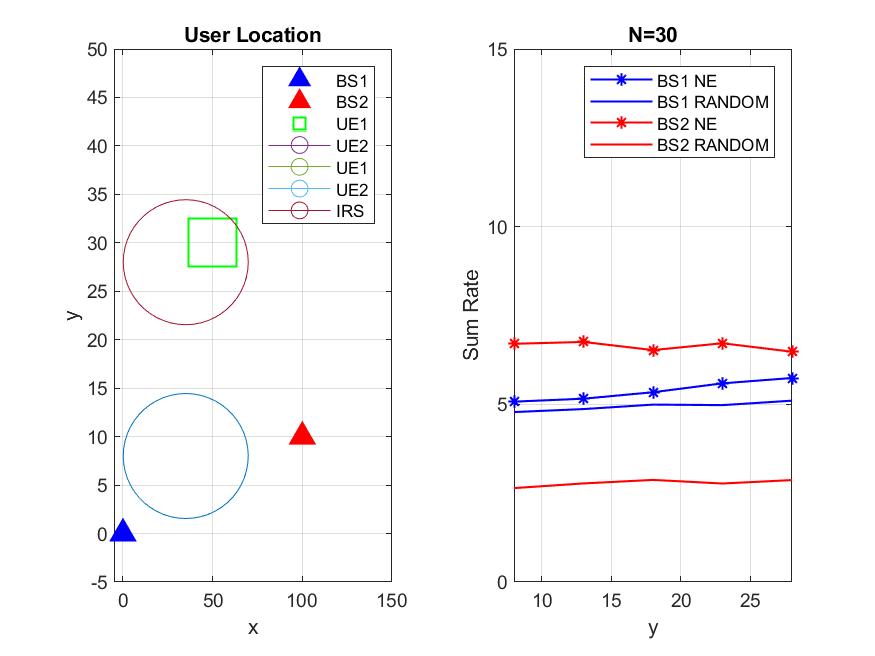 User Location
50
45
40
35
30
25
20
15
10
5
0
-5
y
0 50 100 150
x
BS1
BS2
UE1
UE2
UE1
UE2
IRS
N=30
15
10
5
0
Sum Rate
10 15 20 25
y
BS1 NE
BS1 RANDOM
BS2 NE
BS2 RANDOM